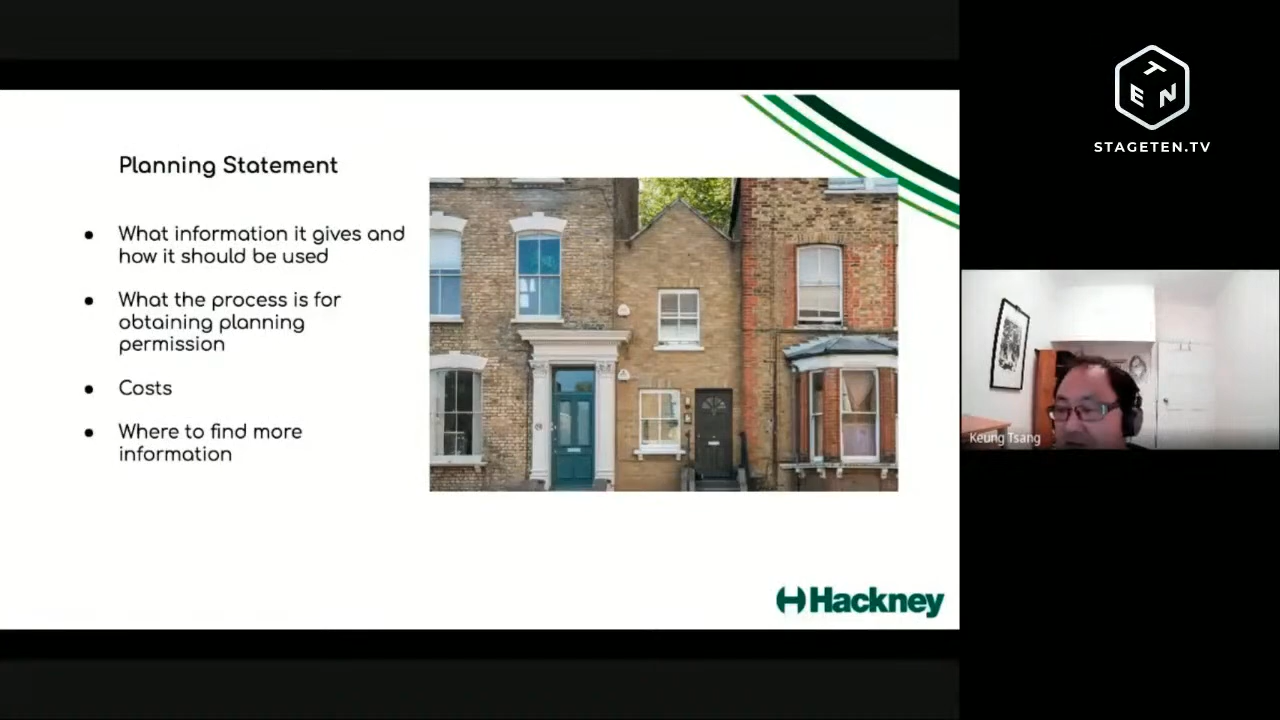 Planning Statement
What information it gives and
how it should be used
What the process is for
obtaining planning
permission
Costs
Where to find more
information
Hackney
TEN
STAGETEN.TV
Keung Tsang